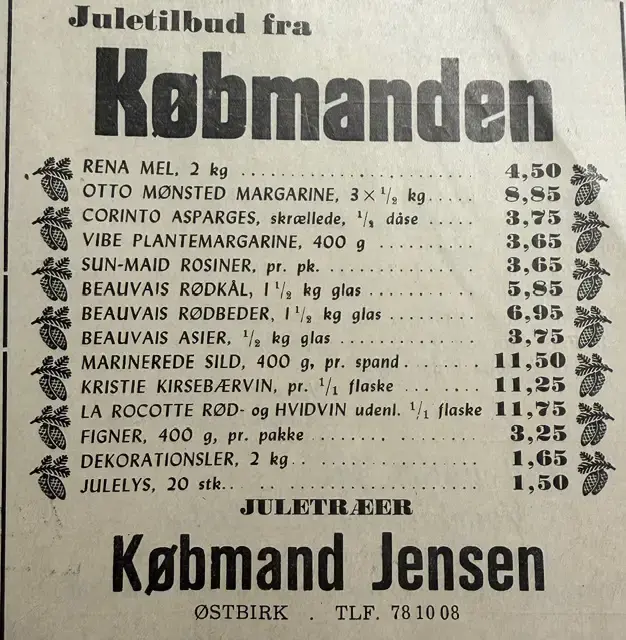 Juletilbud fra
Købmanden
RENA MEL, 2 kg .......................... 4,50
OTTO MØNSTED MARGARINE, 3 × 1/2 kg..... 8,85
CORINTO ASPARGES, skrællede, 1/1 dåse ..... 3,75
VIBE PLANTEMARGARINE, 400 g ........... 3,65
SUN-MAID ROSINER, pr. pk. ................ 3,65
BEAUVAIS RØDKÅL, 1 1/2 kg glas ........... 5,85
BEAUVAIS RØDBEDER, 1 1/2 kg glas ......... 6,95
BEAUVAIS ASIER, 1/2 kg glas .............. 3,75
MARINEREDE SILD, 400 g, pr. spand........ 11,50
KRISTIE KIRSEBÆRVIN, pr. 1/1 flaske ....... 11,25
LA ROCOTTE RØD- og HVIDVIN udenl. 1/1 flaske 11,75
FIGNER, 400 g, pr. pakke ................. 3,25
DEKORATIONSLER, 2 kg.................... 1,65
JULELYS, 20 stk........................... 1,50
JULETRÆER
Købmand Jensen
ØSTBIRK . TLF. 78 10 08